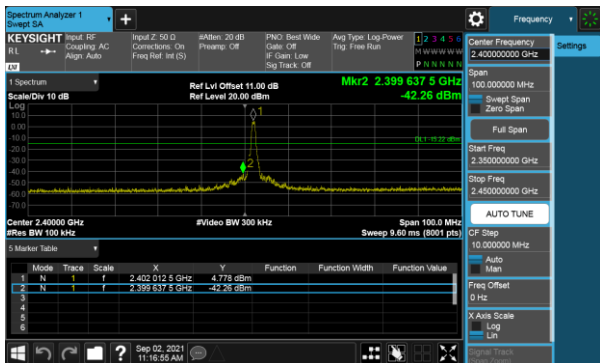 Spectrum Analyzer 1
Swept SA
+
Frequency
KEYSIGHT
RL
LXI
Input: RF
Coupling: AC
Align: Auto
Input Z: 50 Ω
Corrections: On
Freq Ref: Int (S)
#Atten: 20 dB
Preamp: Off
PNO: Best Wide
Gate: Off
IF Gain: Low
Sig Track: Off
Avg Type: Log-Power
Trig: Free Run
1 2 3 4 5 6
M W W W W W
P N N N N N
Center Frequency
2.400000000 GHz
Settings
Span
100.000000 MHz
Swept Span
Zero Span
Full Span
Start Freq
2.350000000 GHz
Stop Freq
2.450000000 GHz
AUTO TUNE
CF Step
10.000000 MHz
Auto
Man
Freq Offset
0 Hz
X Axis Scale
Log
Lin
Signal Track
(Span Zoom)
1 Spectrum
Scale/Div 10 dB
Ref Lvl Offset 11.00 dB
Ref Level 20.00 dBm
Mkr2 2.399 637 5 GHz
-42.26 dBm
Log
10.0
0.00
-10.0
-20.0
-30.0
-40.0
-50.0
-60.0
-70.0
1
2
DL1 -15.22 dBm
Center 2.40000 GHz
#Video BW 300 kHz
Span 100.0 MHz
#Res BW 100 kHz
Sweep 9.60 ms (8001 pts)
5 Marker Table
Mode Trace Scale X Y Function Function Width Function Value
1 N 1 f 2.402 012 5 GHz 4.778 dBm
2 N 1 f 2.399 637 5 GHz -42.26 dBm
3
4
5
6
?
Sep 02, 2021
11:16:55 AM